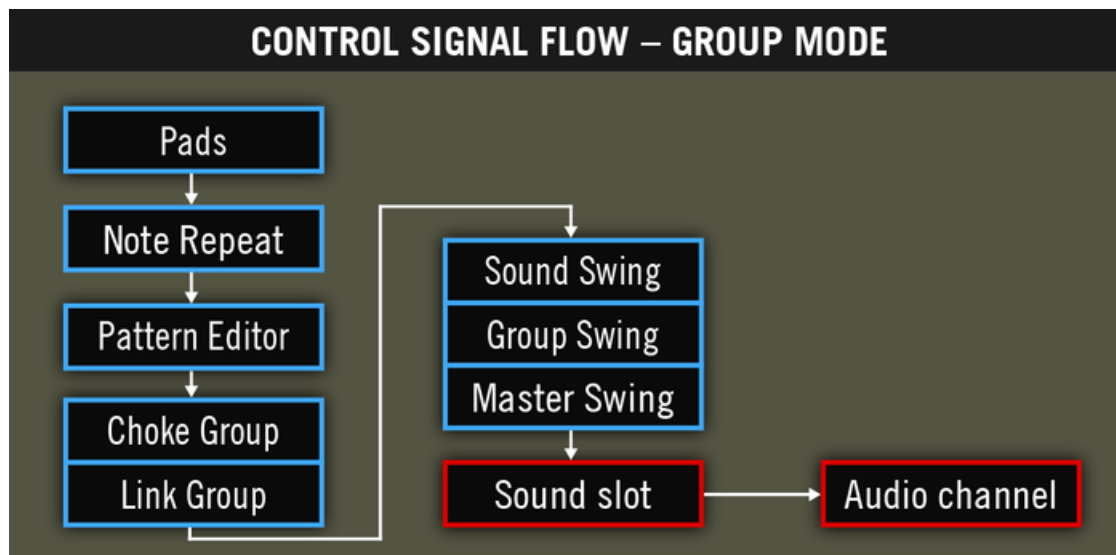 CONTROL SIGNAL FLOW – GROUP MODE
Pads
Note Repeat
Pattern Editor
Choke Group
Link Group
Sound Swing
Group Swing
Master Swing
Sound slot
Audio channel